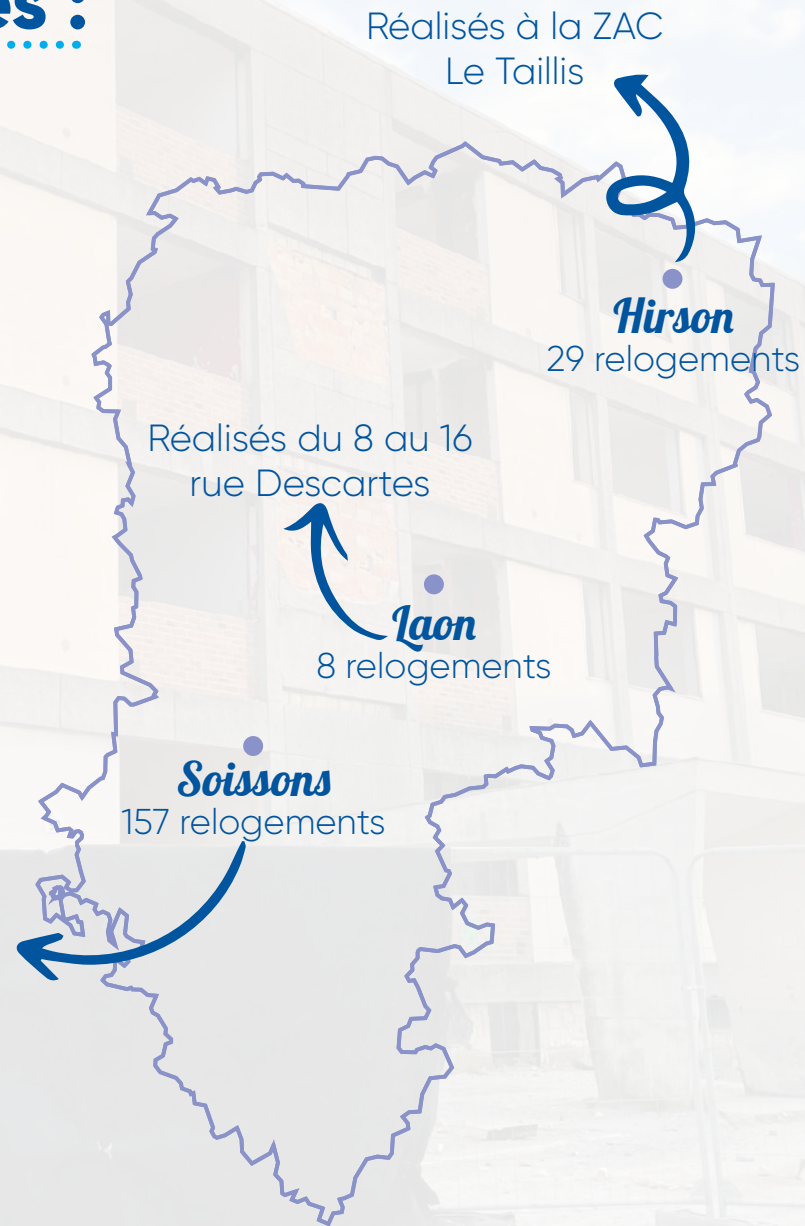 Réalisés à la ZAC
Le Taillis
Hirson
29 relogements
Réalisés du 8 au 16
rue Descartes
Laon
8 relogements
Soissons
157 relogements